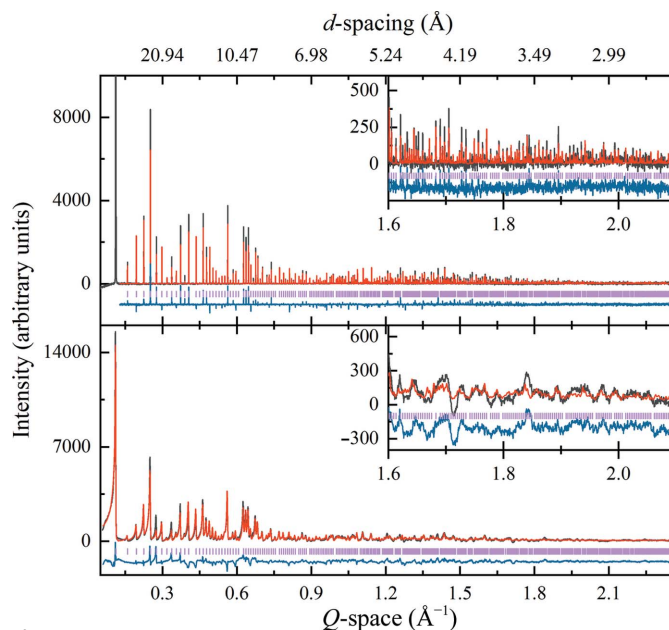 d-spacing (Å)
20.94 10.47 6.98 5.24 4.19 3.49 2.99
8000
4000
0
500
250
0
1.6 1.8 2.0
Intensity (arbitrary units)
14000
7000
0
600
300
0
−300
1.6 1.8 2.0
0.3 0.6 0.9 1.2 1.5 1.8 2.1
Q-space (Å⁻¹)